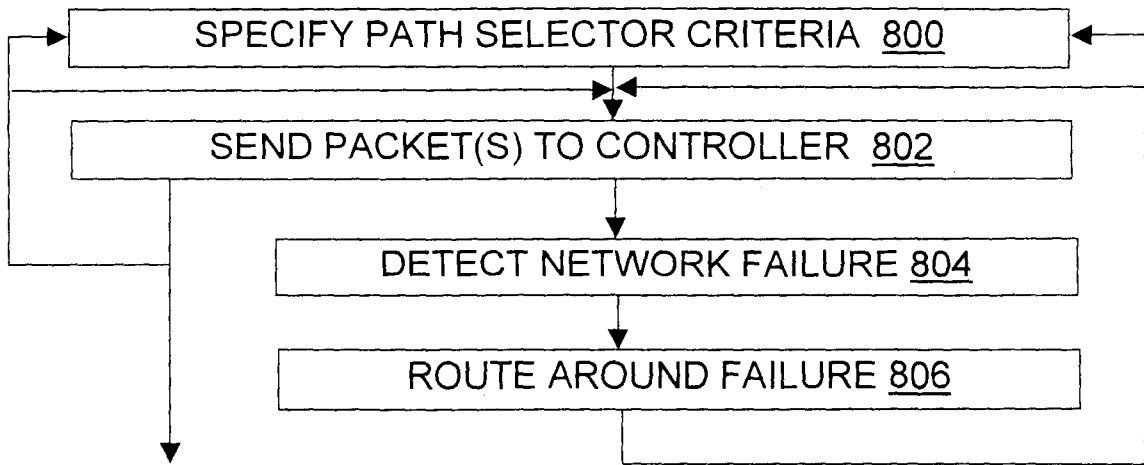 SPECIFY PATH SELECTOR CRITERIA 800
SEND PACKET(S) TO CONTROLLER 802
DETECT NETWORK FAILURE 804
ROUTE AROUND FAILURE 806